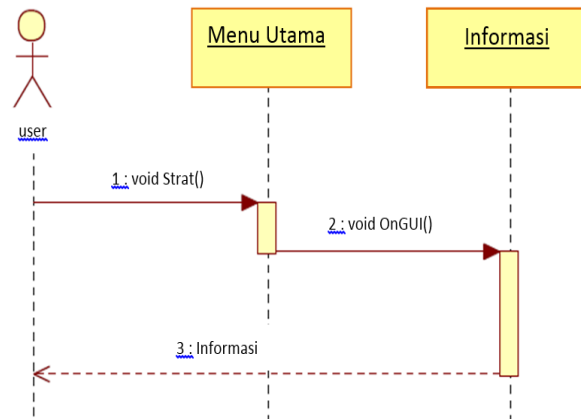 Menu Utama
Informasi
user
1 : void Strat()
2 : void OnGUI()
3 : Informasi